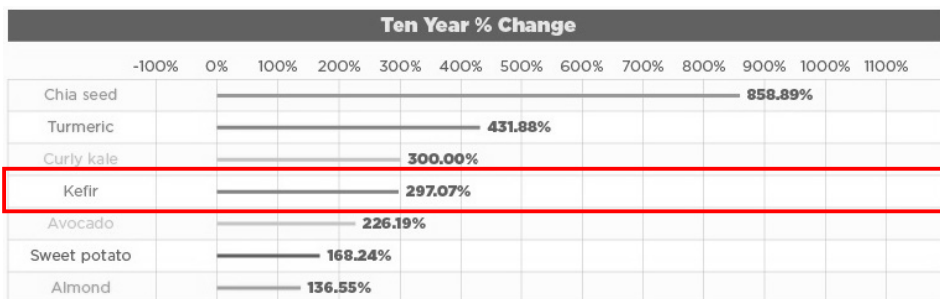 Ten Year % Change
-100% 0% 100% 200% 300% 400% 500% 600% 700% 800% 900% 1000% 1100%
Chia seed 858.89%
Turmeric 431.88%
Curly kale 300.00%
Kefir 297.07%
Avocado 226.19%
Sweet potato 168.24%
Almond 136.55%